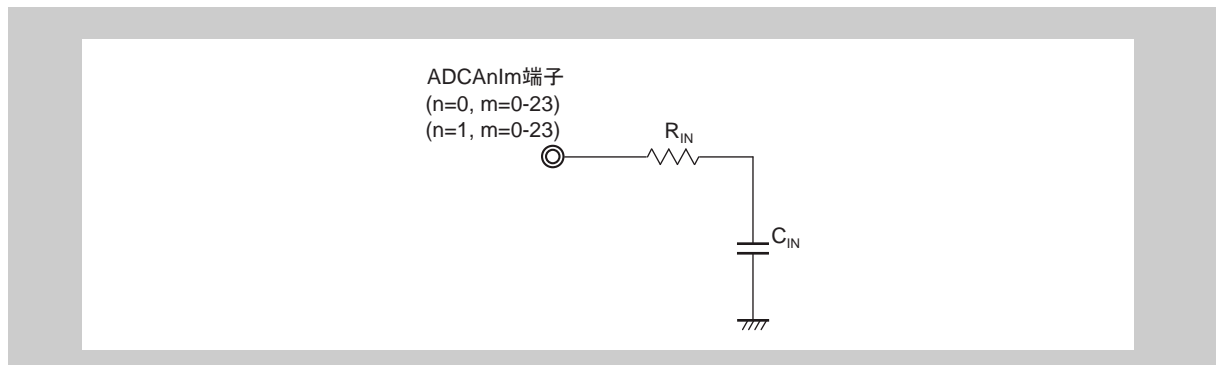 ADCAnIm端子
(n=0, m=0-23)
(n=1, m=0-23)
RIN
CIN